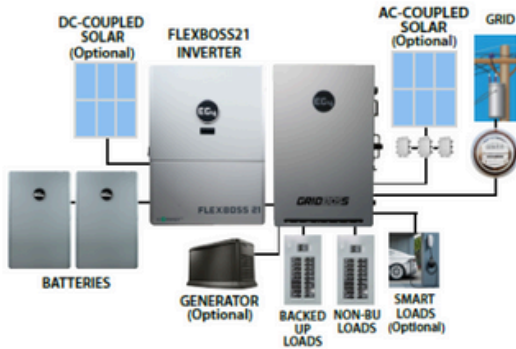 DC-COUPLED
SOLAR
(Optional)
FLEXBOSS21
INVERTER
AC-COUPLED
SOLAR
(Optional)
GRID
EG4
EG4
FLEXBOSS 21
GRIDBOSS
BATTERIES
GENERATOR
(Optional)
BACKED
UP LOADS
NON-BU
LOADS
SMART
LOADS
(Optional)